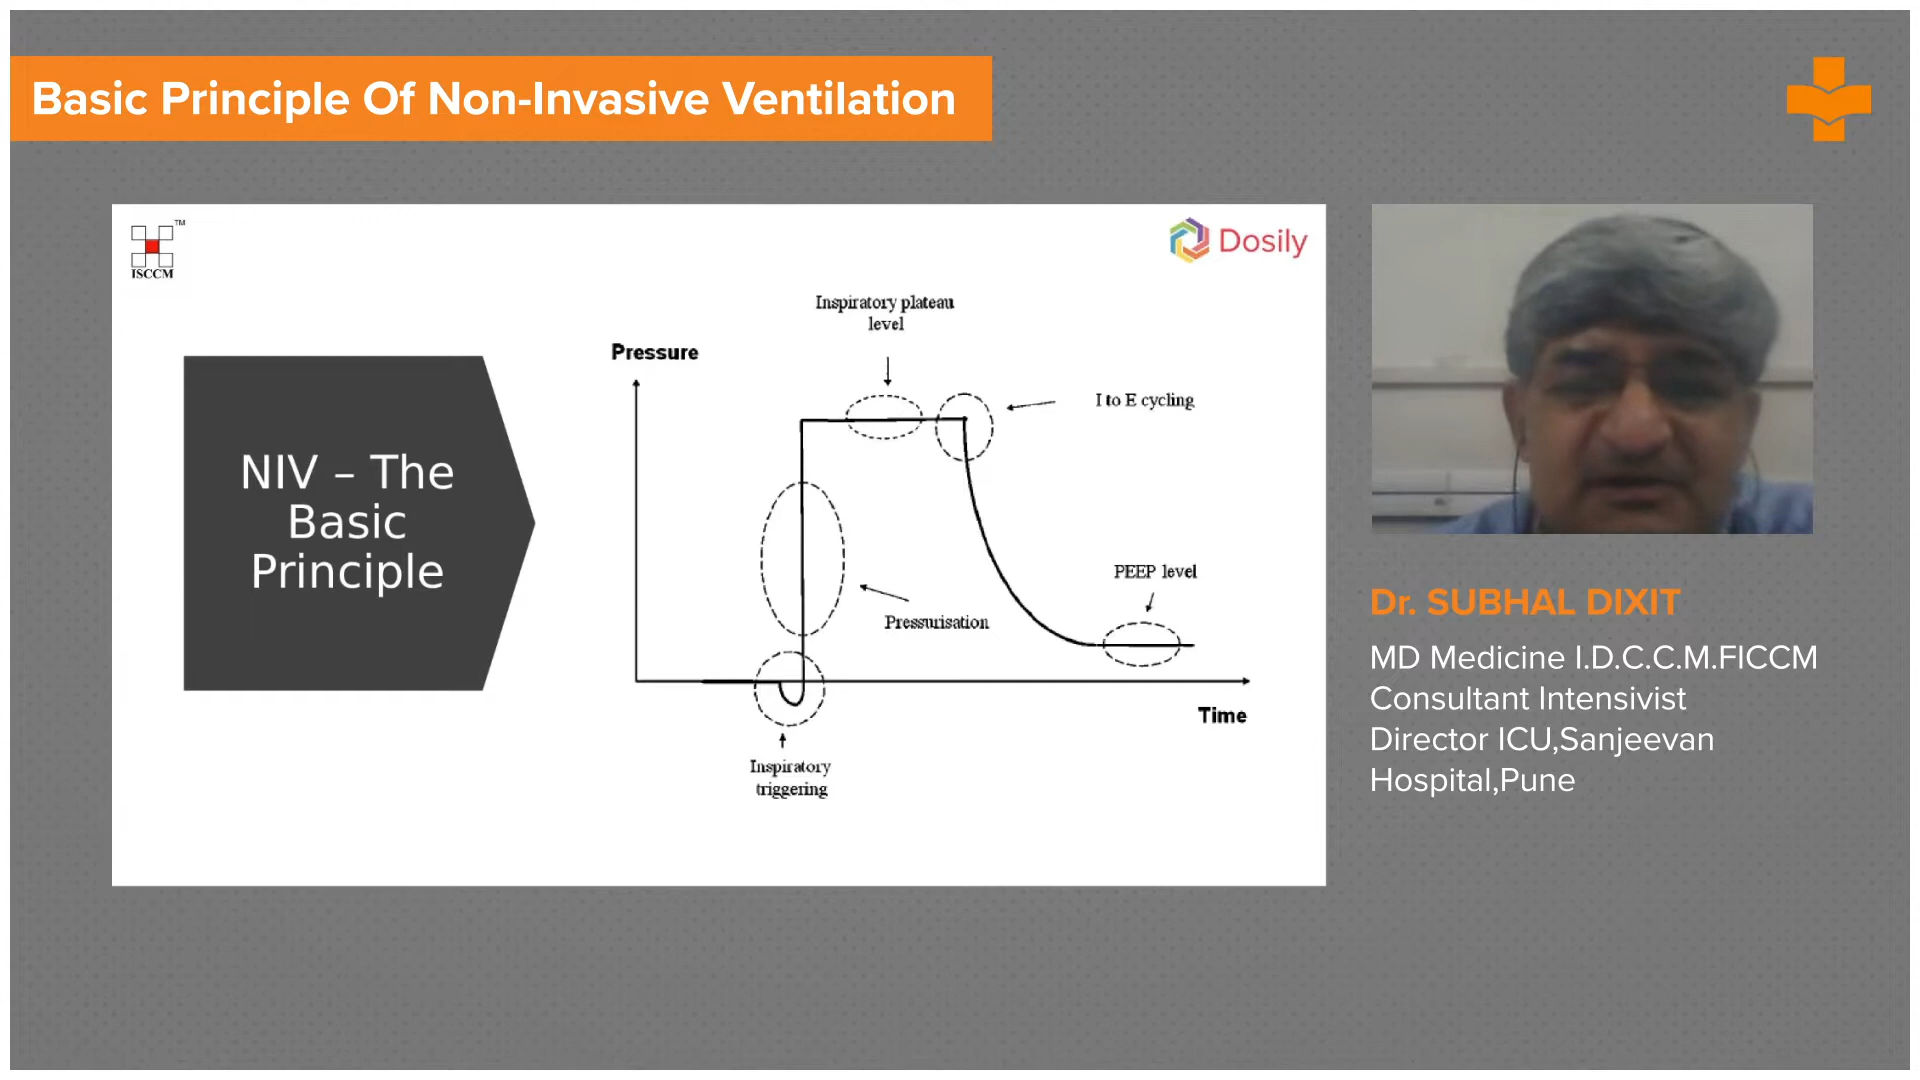 Basic Principle Of Non-Invasive Ventilation
TM
ISCCM
Dosily
NIV – The
Basic
Principle
Inspiratory plateau
level
Pressure
I to E cycling
PEEP level
Pressurisation
Time
Inspiratory
triggering
Dr. SUBHAL DIXIT
MD Medicine I.D.C.C.M.FICCM
Consultant Intensivist
Director ICU,Sanjeevan
Hospital,Pune